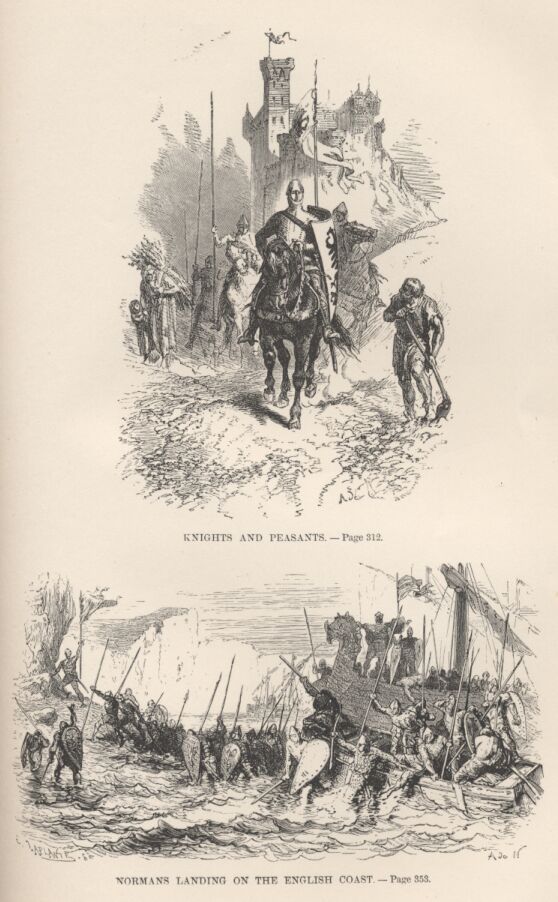 KNIGHTS AND PEASANTS. — Page 312.
NORMANS LANDING ON THE ENGLISH COAST. — Page 353.